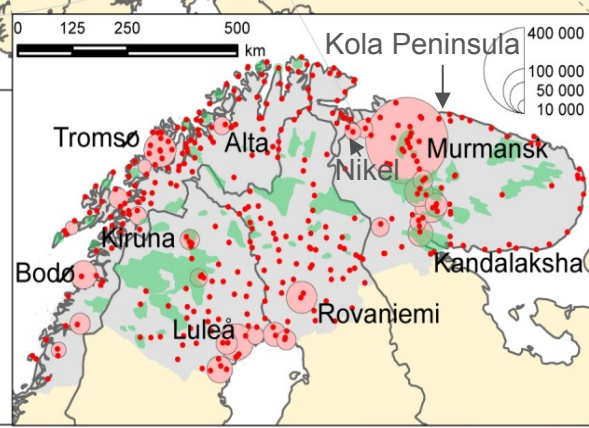 0 125 250 500
km
400 000
100 000
50 000
10 000
Kola Peninsula
Tromsø
Alta
Murmansk
Nikel
Kiruna
Bodø
Kandalaksha
Rovaniemi
Luleå